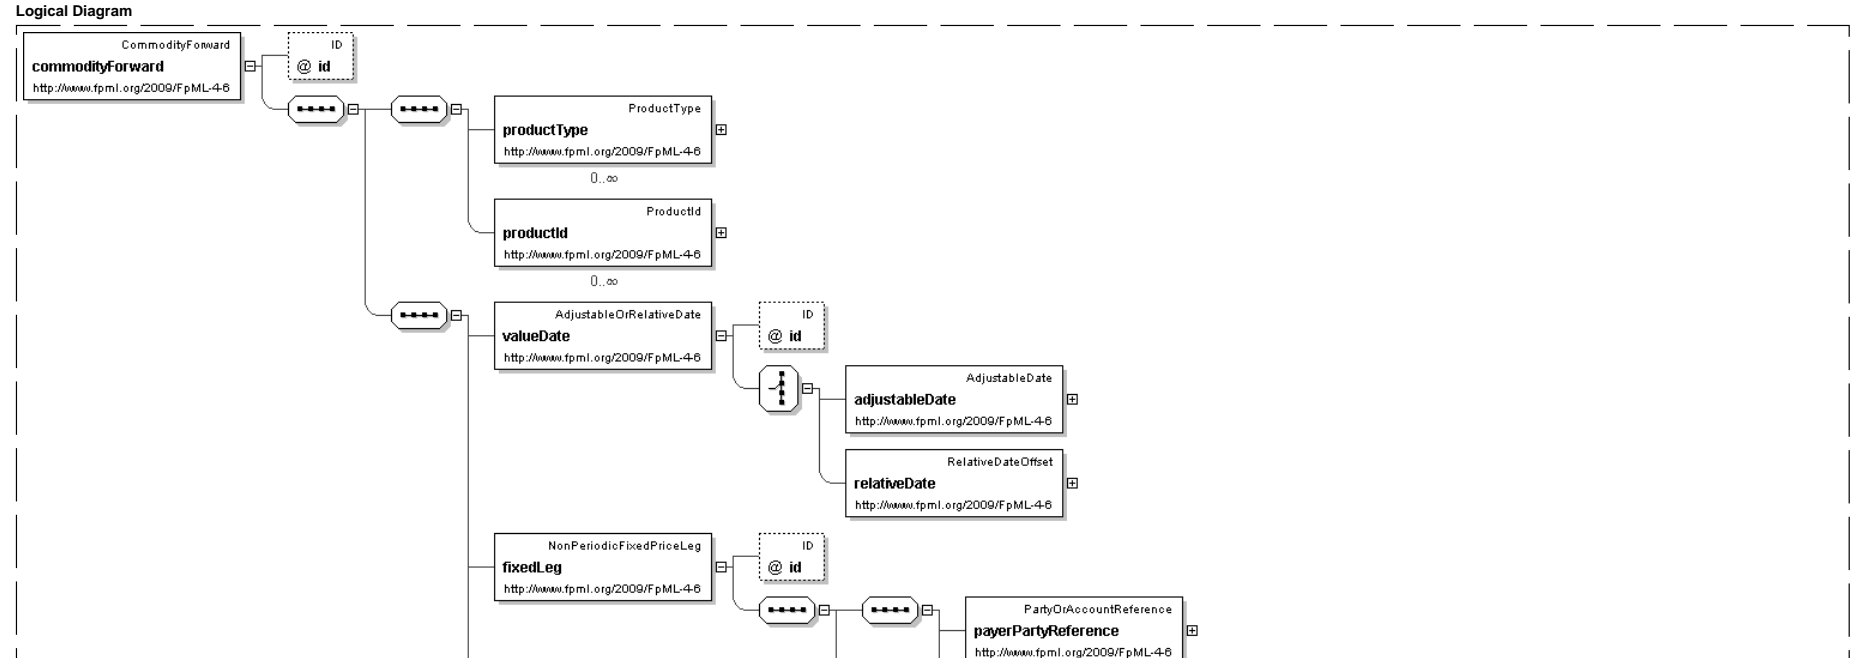 Logical Diagram
CommodityForward
commodityForward
http://www.fpml.org/2009/FpML-4-6
ID
@ id
ProductType
productType
http://www.fpml.org/2009/FpML-4-6
0..∞
ProductId
productId
http://www.fpml.org/2009/FpML-4-6
0..∞
AdjustableOrRelativeDate
valueDate
http://www.fpml.org/2009/FpML-4-6
ID
@ id
AdjustableDate
adjustableDate
http://www.fpml.org/2009/FpML-4-6
RelativeDateOffset
relativeDate
http://www.fpml.org/2009/FpML-4-6
NonPeriodicFixedPriceLeg
fixedLeg
http://www.fpml.org/2009/FpML-4-6
ID
@ id
PartyOrAccountReference
payerPartyReference
http://www.fpml.org/2009/FpML-4-6